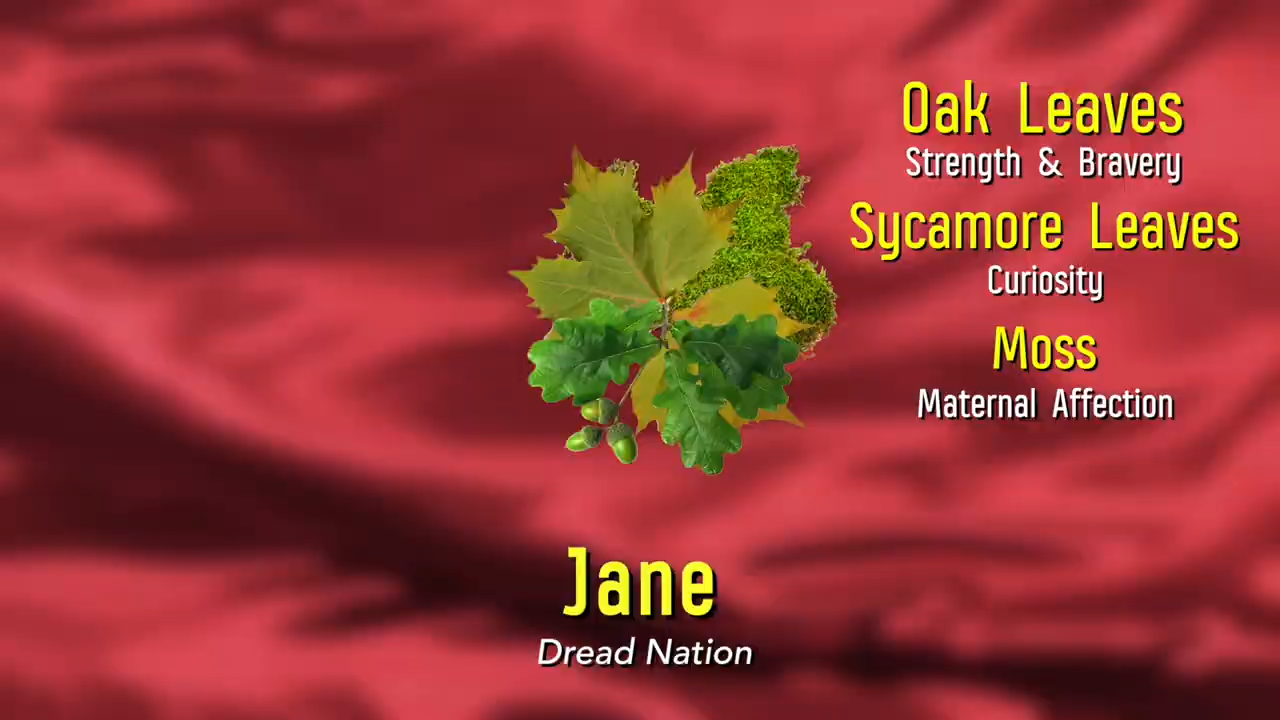 Oak Leaves
Strength & Bravery
Sycamore Leaves
Curiosity
Moss
Maternal Affection
Jane
Dread Nation